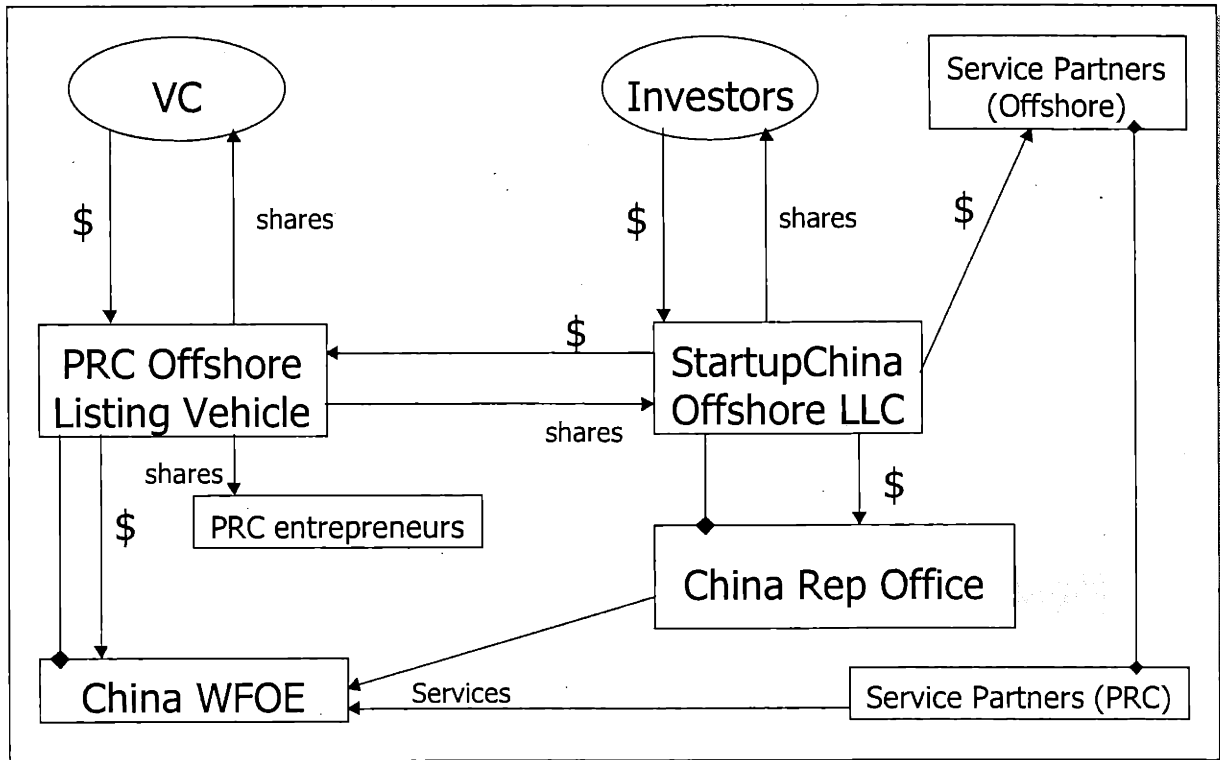 VC
Investors
Service Partners
(Offshore)
$
shares
$
shares
$
PRC Offshore
Listing Vehicle
$
shares
StartupChina
Offshore LLC
shares
$
PRC entrepreneurs
$
China Rep Office
China WFOE
Services
Service Partners (PRC)